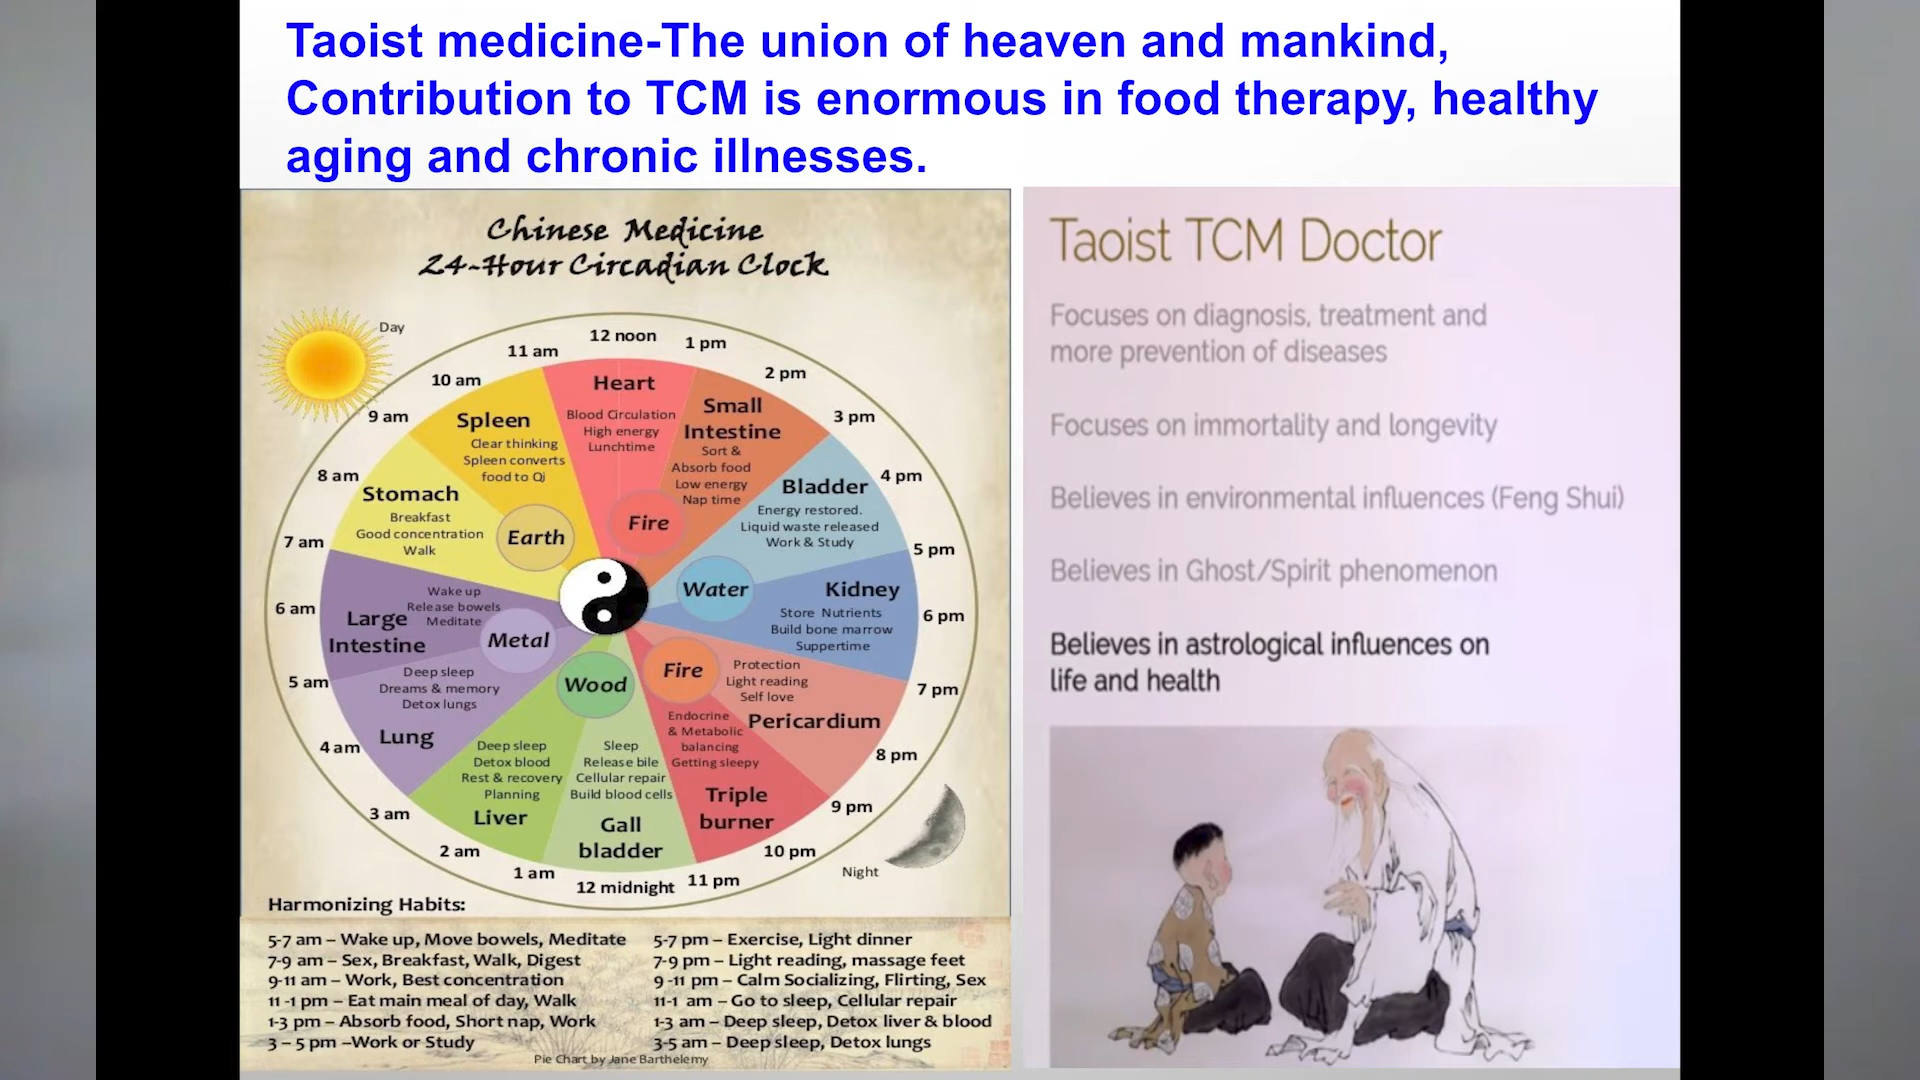 Taoist medicine-The union of heaven and mankind,
Contribution to TCM is enormous in food therapy, healthy
aging and chronic illnesses.
Chinese Medicine
24-Hour Circadian Clock
Day
12 noon
1 pm
2 pm
3 pm
4 pm
5 pm
6 pm
7 pm
8 pm
9 pm
10 pm
11 pm
12 midnight
1 am
2 am
3 am
4 am
5 am
6 am
7 am
8 am
9 am
10 am
11 am
Night
Heart
Blood Circulation
High energy
Lunchtime
Small
Intestine
Sort &
Absorb food
Low energy
Nap time
Fire
Bladder
Energy restored.
Liquid waste released
Work & Study
Water
Kidney
Store Nutrients
Build bone marrow
Suppertime
Fire
Protection
Light reading
Self love
Pericardium
Endocrine
& Metabolic
balancing
Getting sleepy
Triple
burner
Wood
Sleep
Release bile
Cellular repair
Build blood cells
Gall
bladder
Deep sleep
Detox blood
Rest & recovery
Planning
Liver
Metal
Deep sleep
Dreams & memory
Detox lungs
Lung
Wake up
Release bowels
Meditate
Large
Intestine
Earth
Stomach
Breakfast
Good concentration
Walk
Spleen
Clear thinking
Spleen converts
food to Qi
Harmonizing Habits:
5-7 am – Wake up, Move bowels, Meditate
7-9 am – Sex, Breakfast, Walk, Digest
9-11 am – Work, Best concentration
11 -1 pm – Eat main meal of day, Walk
1-3 pm – Absorb food, Short nap, Work
3 – 5 pm –Work or Study
5-7 pm – Exercise, Light dinner
7-9 pm – Light reading, massage feet
9 -11 pm – Calm Socializing, Flirting, Sex
11-1 am – Go to sleep, Cellular repair
1-3 am – Deep sleep, Detox liver & blood
3-5 am – Deep sleep, Detox lungs
Pie Chart by Jane Barthelemy
Taoist TCM Doctor
Focuses on diagnosis, treatment and
more prevention of diseases
Focuses on immortality and longevity
Believes in environmental influences (Feng Shui)
Believes in Ghost/Spirit phenomenon
Believes in astrological influences on
life and health